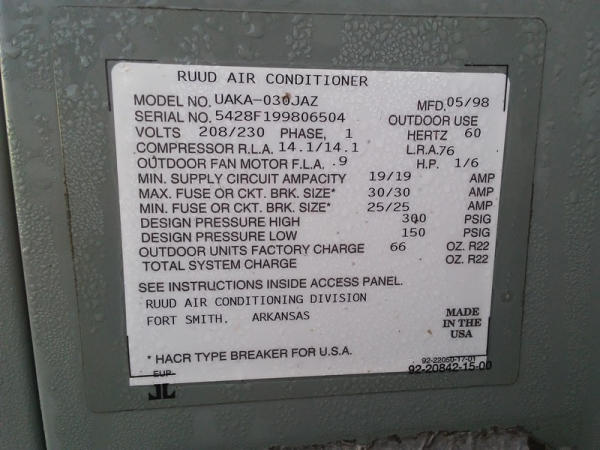 RUUD AIR CONDITIONER
MODEL NO. UAKA-030JAZ MFD. 05/98
SERIAL NO. 5428F199806504 OUTDOOR USE
VOLTS 208/230 PHASE, 1 HERTZ 60
COMPRESSOR R.L.A. 14.1/14.1 L.R.A. 76
OUTDOOR FAN MOTOR F.L.A. .9 H.P. 1/6
MIN. SUPPLY CIRCUIT AMPACITY 19/19 AMP
MAX. FUSE OR CKT. BRK. SIZE* 30/30 AMP
MIN. FUSE OR CKT. BRK. SIZE* 25/25 AMP
DESIGN PRESSURE HIGH 300 PSIG
DESIGN PRESSURE LOW 150 PSIG
OUTDOOR UNITS FACTORY CHARGE 66 OZ. R22
TOTAL SYSTEM CHARGE OZ. R22
SEE INSTRUCTIONS INSIDE ACCESS PANEL.
RUUD AIR CONDITIONING DIVISION
FORT SMITH. ARKANSAS
MADE
IN THE
USA
* HACR TYPE BREAKER FOR U.S.A.
92-22050-17-01
92-20842-15-00